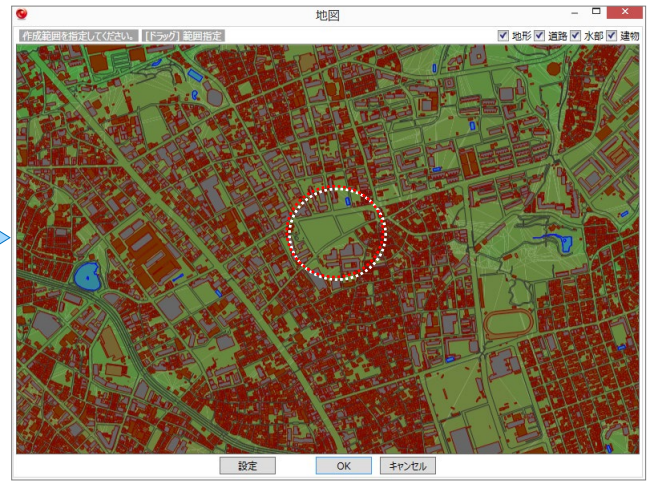 地図
作成範囲を指定してください。 [ドラッグ] 範囲指定
地形 道路 水部 建物
設定 OK キャンセル